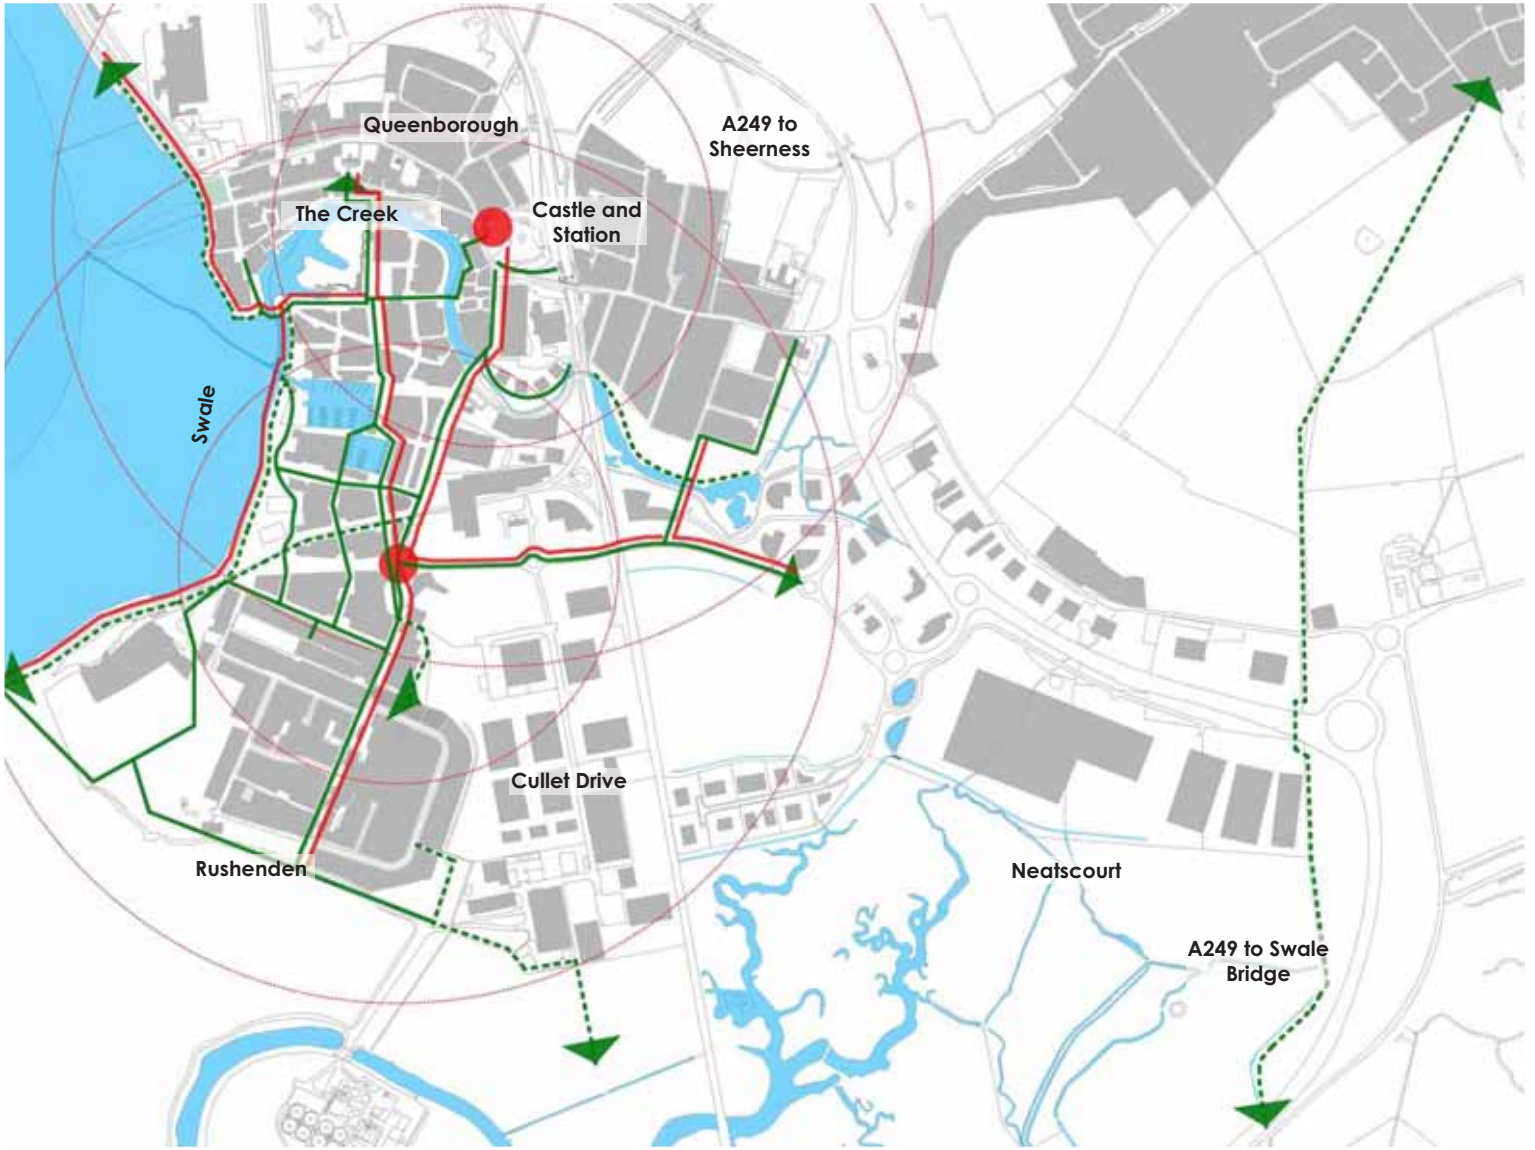 Queenborough
A249 to
Sheerness
The Creek
Castle and
Station
Swale
Cullet Drive
Rushenden
Neatscourt
A249 to Swale
Bridge